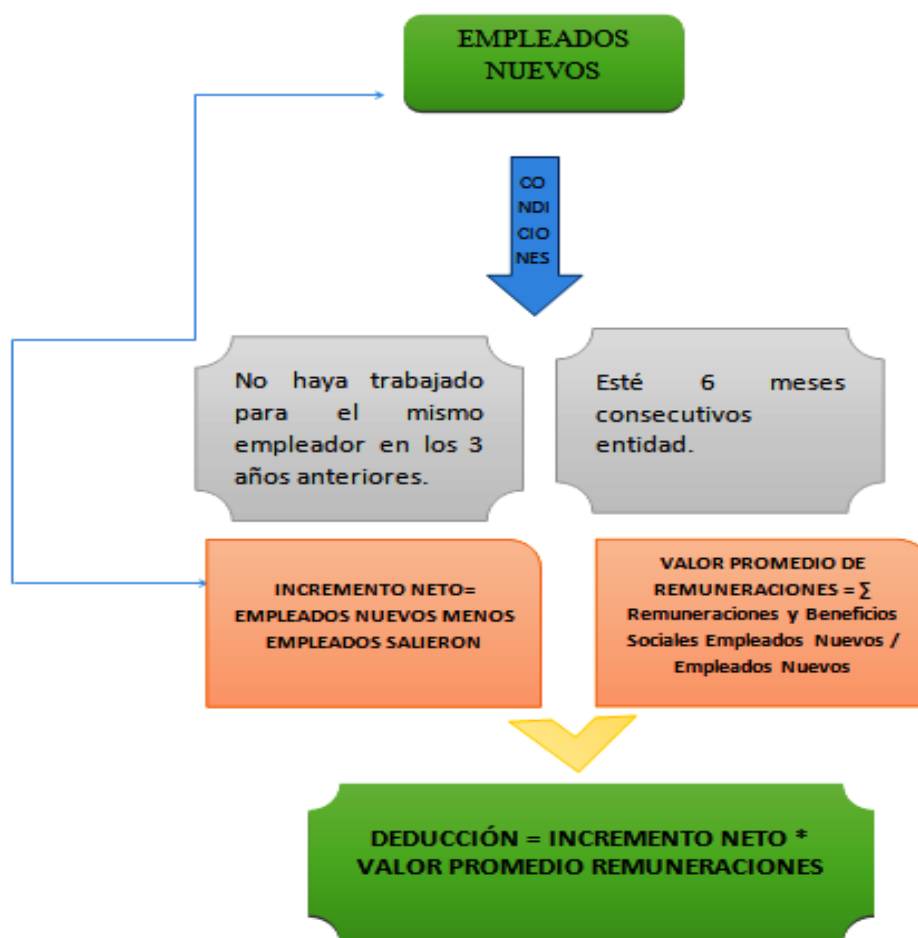 EMPLEADOS
NUEVOS
CO
NDI
CIO
NES
No haya trabajado
para el mismo
empleador en los 3
años anteriores.
Esté 6 meses
consecutivos
entidad.
INCREMENTO NETO=
EMPLEADOS NUEVOS MENOS
EMPLEADOS SALIERON
VALOR PROMEDIO DE
REMUNERACIONES = ∑
Remuneraciones y Beneficios
Sociales Empleados Nuevos /
Empleados Nuevos
DEDUCCIÓN = INCREMENTO NETO *
VALOR PROMEDIO REMUNERACIONES